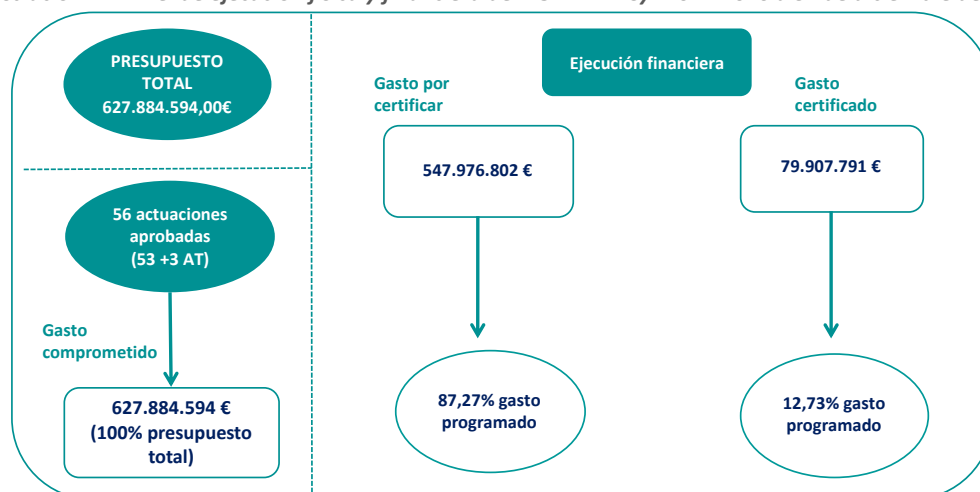 PRESUPUESTO
TOTAL
627.884.594,00€
56 actuaciones
aprobadas
(53 +3 AT)
Gasto
comprometido
627.884.594 €
(100% presupuesto
total)
Ejecución financiera
Gasto por
certificar
547.976.802 €
87,27% gasto
programado
Gasto
certificado
79.907.791 €
12,73% gasto
programado